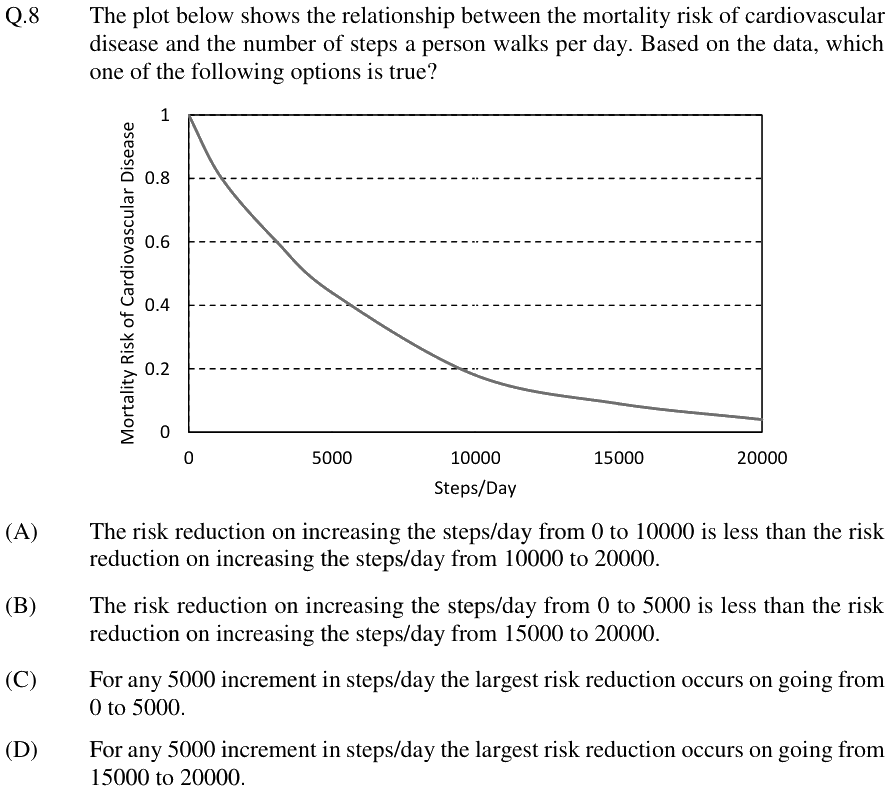 Q.8 The plot below shows the relationship between the mortality risk of cardiovascular
disease and the number of steps a person walks per day. Based on the data, which
one of the following options is true?
Mortality Risk of Cardiovascular Disease
1
0.8
0.6
0.4
0.2
0
0 5000 10000 15000 20000
Steps/Day
(A) The risk reduction on increasing the steps/day from 0 to 10000 is less than the risk
reduction on increasing the steps/day from 10000 to 20000.
(B) The risk reduction on increasing the steps/day from 0 to 5000 is less than the risk
reduction on increasing the steps/day from 15000 to 20000.
(C) For any 5000 increment in steps/day the largest risk reduction occurs on going from
0 to 5000.
(D) For any 5000 increment in steps/day the largest risk reduction occurs on going from
15000 to 20000.